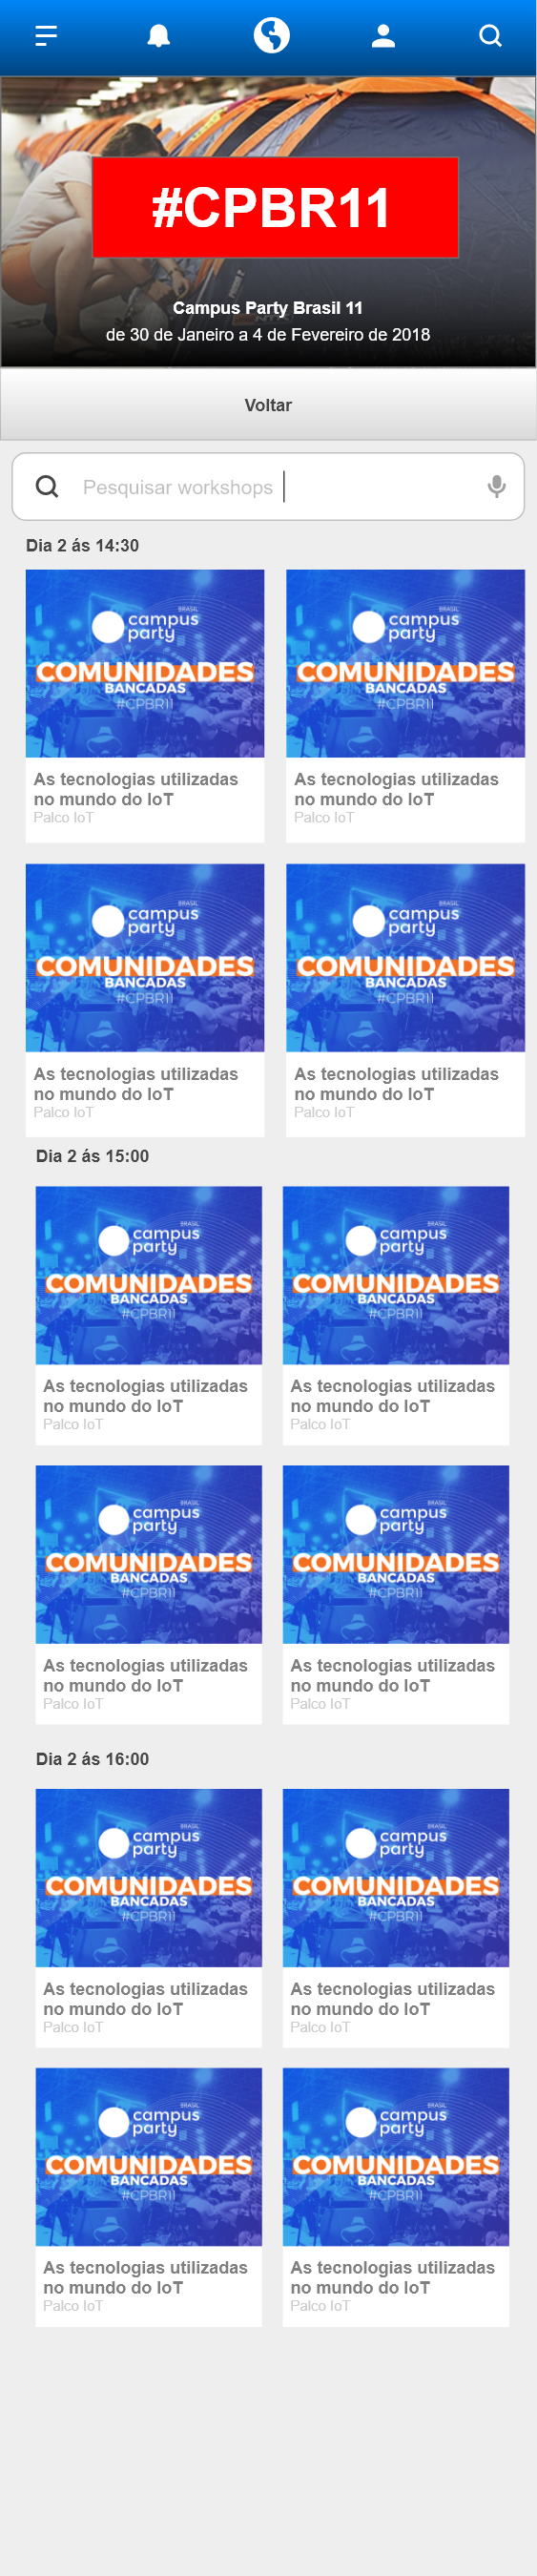 #CPBR11
Campus Party Brasil 11
de 30 de Janeiro a 4 de Fevereiro de 2018
Voltar
Pesquisar workshops
Dia 2 ás 14:30
BRASIL
campus
party
COMUNIDADES
BANCADAS
#CPBR11
As tecnologias utilizadas
no mundo do IoT
Palco IoT
BRASIL
campus
party
COMUNIDADES
BANCADAS
#CPBR11
As tecnologias utilizadas
no mundo do IoT
Palco IoT
BRASIL
campus
party
COMUNIDADES
BANCADAS
#CPBR11
As tecnologias utilizadas
no mundo do IoT
Palco IoT
BRASIL
campus
party
COMUNIDADES
BANCADAS
#CPBR11
As tecnologias utilizadas
no mundo do IoT
Palco IoT
Dia 2 ás 15:00
BRASIL
campus
party
COMUNIDADES
BANCADAS
#CPBR11
As tecnologias utilizadas
no mundo do IoT
Palco IoT
BRASIL
campus
party
COMUNIDADES
BANCADAS
#CPBR11
As tecnologias utilizadas
no mundo do IoT
Palco IoT
BRASIL
campus
party
COMUNIDADES
BANCADAS
#CPBR11
As tecnologias utilizadas
no mundo do IoT
Palco IoT
BRASIL
campus
party
COMUNIDADES
BANCADAS
#CPBR11
As tecnologias utilizadas
no mundo do IoT
Palco IoT
Dia 2 ás 16:00
BRASIL
campus
party
COMUNIDADES
BANCADAS
#CPBR11
As tecnologias utilizadas
no mundo do IoT
Palco IoT
BRASIL
campus
party
COMUNIDADES
BANCADAS
#CPBR11
As tecnologias utilizadas
no mundo do IoT
Palco IoT
BRASIL
campus
party
COMUNIDADES
BANCADAS
#CPBR11
As tecnologias utilizadas
no mundo do IoT
Palco IoT
BRASIL
campus
party
COMUNIDADES
BANCADAS
#CPBR11
As tecnologias utilizadas
no mundo do IoT
Palco IoT